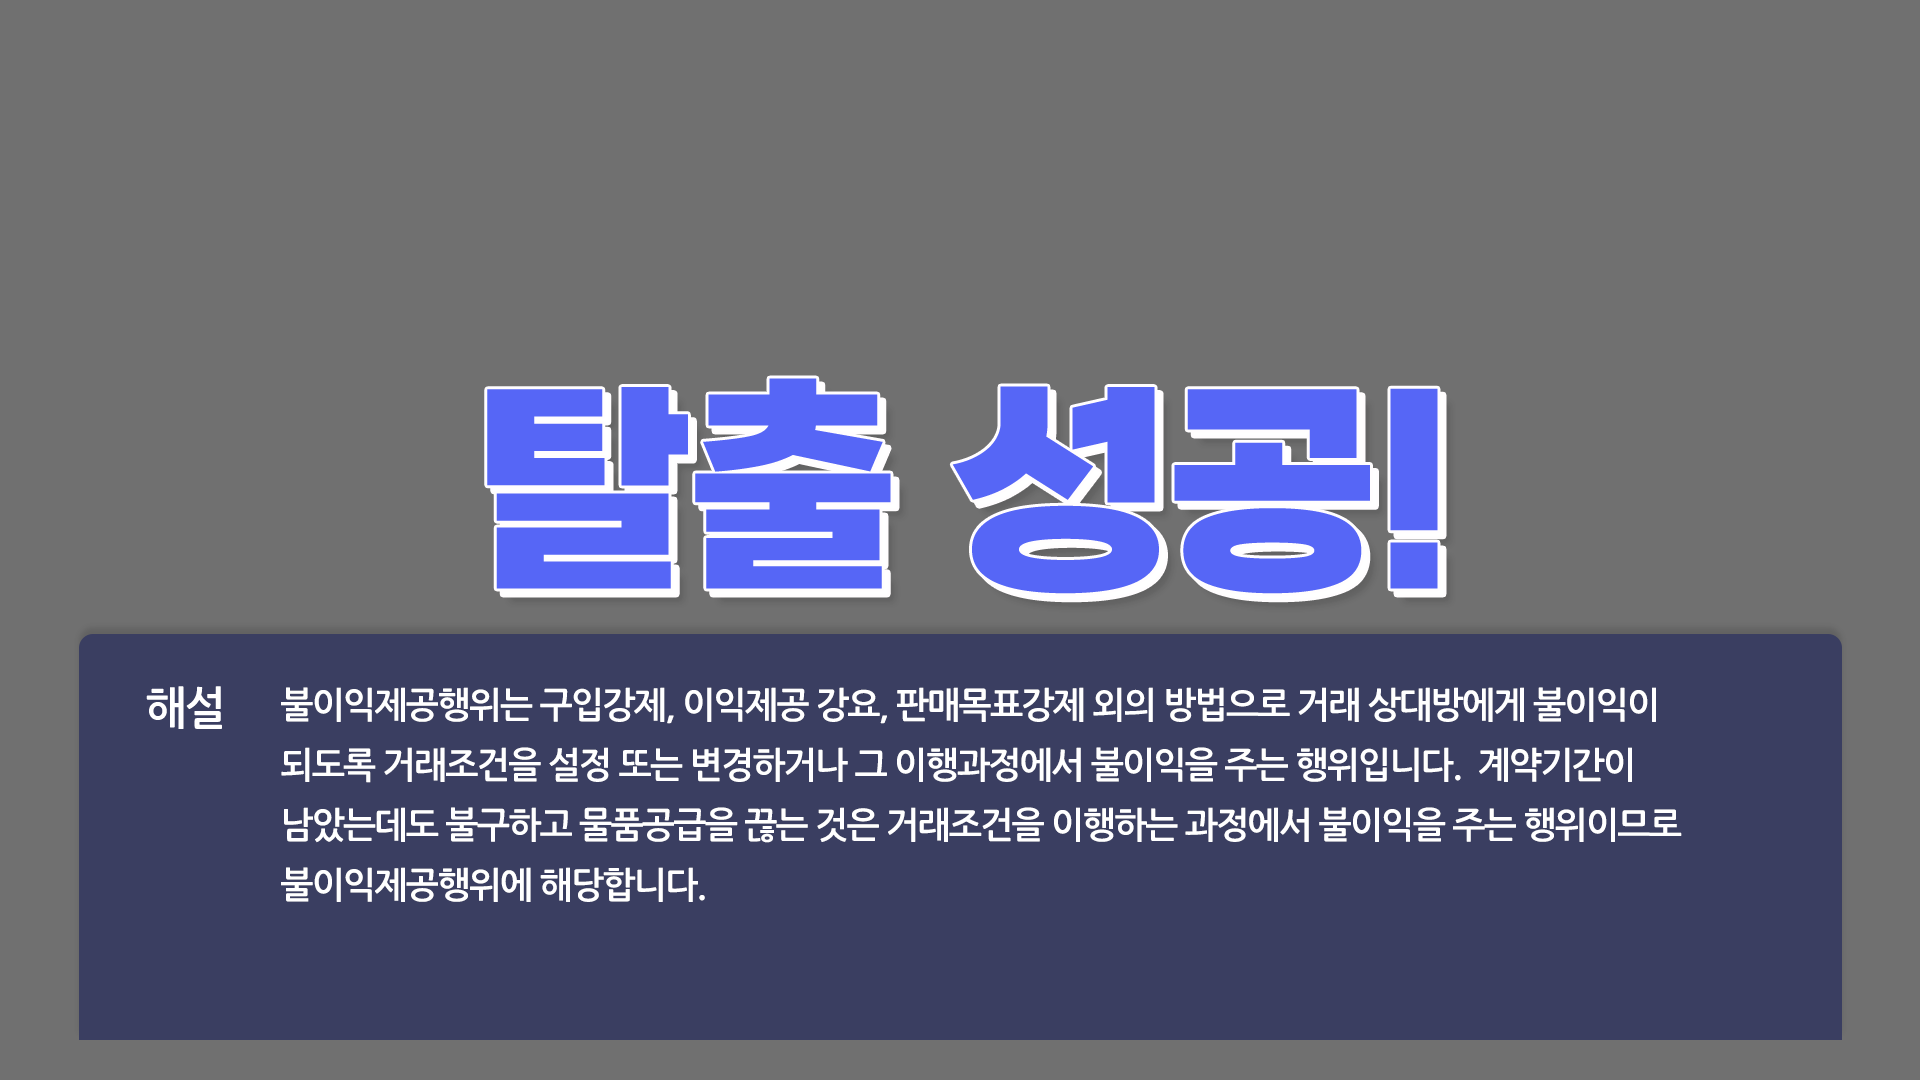 탈출 성공!
해설
불이익제공행위는 구입강제, 이익제공 강요, 판매목표강제 외의 방법으로 거래 상대방에게 불이익이
되도록 거래조건을 설정 또는 변경하거나 그 이행과정에서 불이익을 주는 행위입니다. 계약기간이
남았는데도 불구하고 물품공급을 끊는 것은 거래조건을 이행하는 과정에서 불이익을 주는 행위이므로
불이익제공행위에 해당합니다.